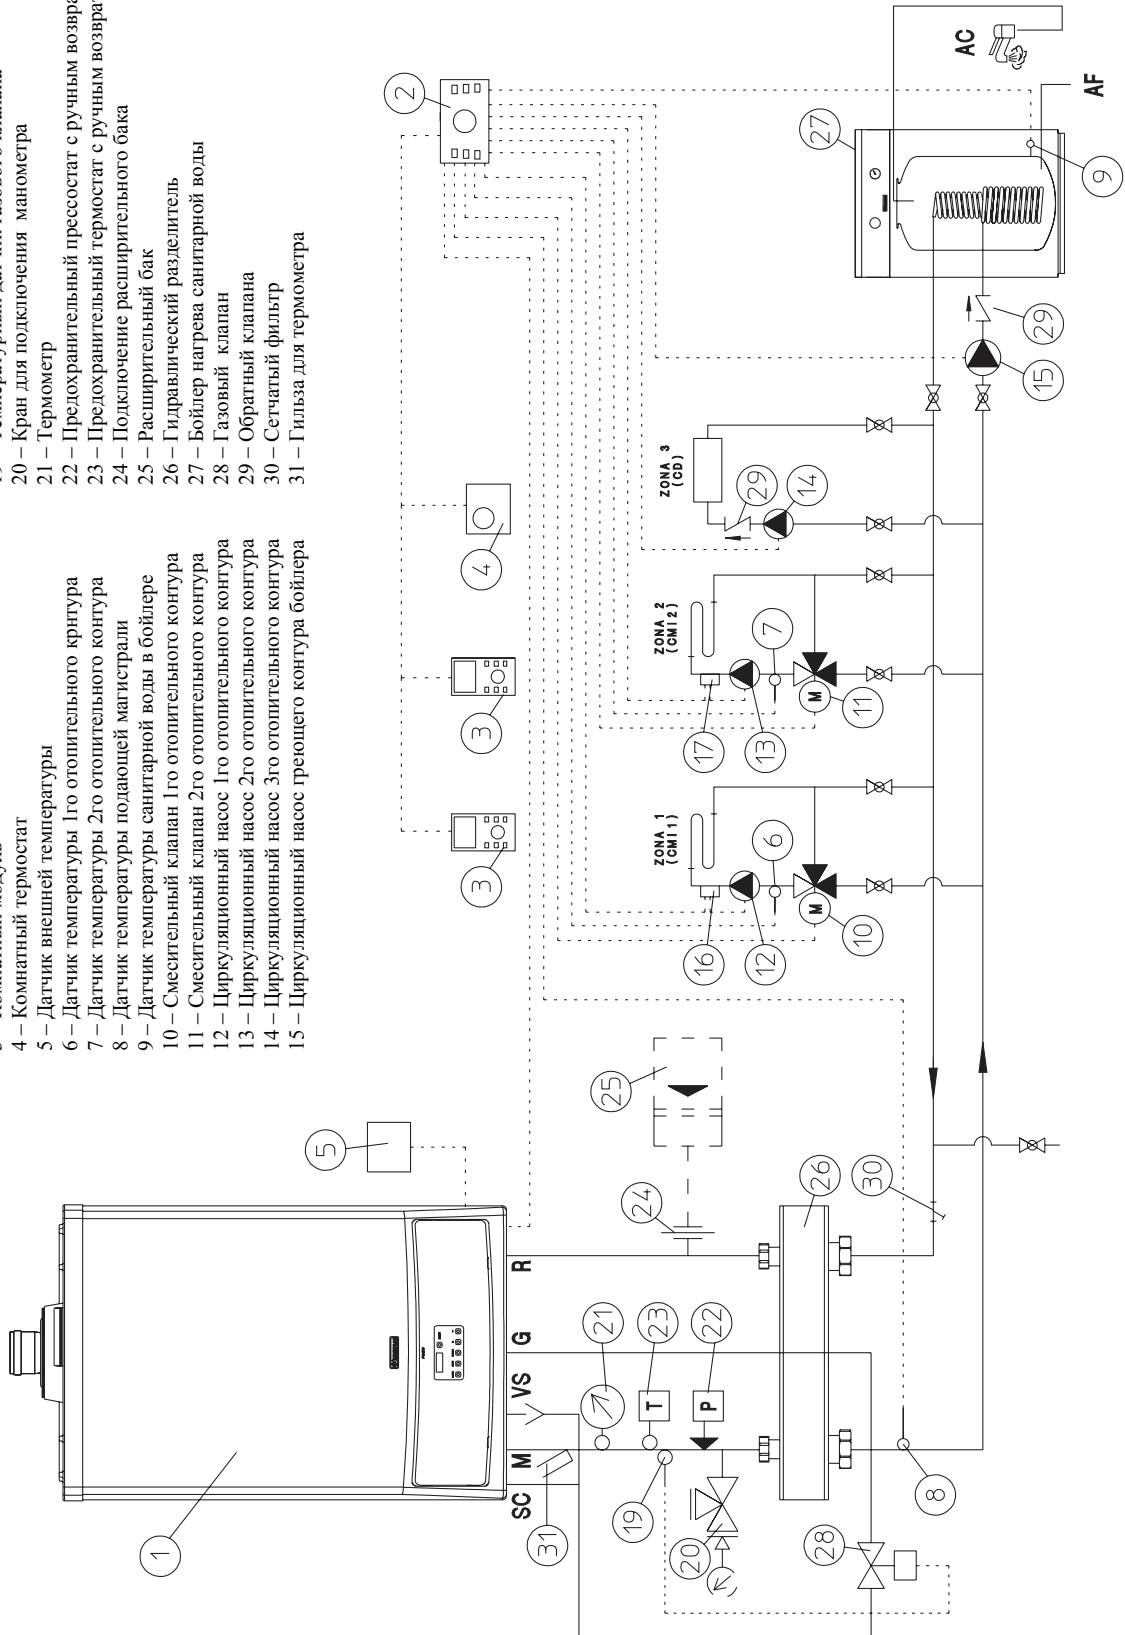 4 – Комнатный термостат
5 – Датчик внешней температуры
6 – Датчик температуры 1го отопительного крнтура
7 – Датчик температуры 2го отопительного контура
8 – Датчик температуры подающей магистрали
9 – Датчик температуры санитарной воды в бойлере
10 – Смесительный клапан 1го отопительного контура
11 – Смесительный клапан 2го отопительного контура
12 – Циркуляционный насос 1го отопительного контура
13 – Циркуляционный насос 2го отопительного контура
14 – Циркуляционный насос 3го отопительного контура
15 – Циркуляционный насос греющего контура бойлера
20 – Кран для подключения манометра
21 – Термометр
22 – Предохранительный прессостат с ручным возвра
23 – Предохранительный термостат с ручным возврат
24 – Подключение расширительного бака
25 – Расширительный бак
26 – Гидравлический разделитель
27 – Бойлер нагрева санитарной воды
28 – Газовый клапан
29 – Обратный клапана
30 – Сетчатый фильтр
31 – Гильза для термометра
1
5
2
3
3
4
SC
M
VS
G
R
31
21
19
T
23
20
P
22
24
25
26
28
8
30
ZONA 1
(CMI1)
16
12
6
M
10
ZONA 2
(CMI2)
17
13
7
M
11
ZONA 3
(CD)
29
14
15
29
27
9
AC
AF